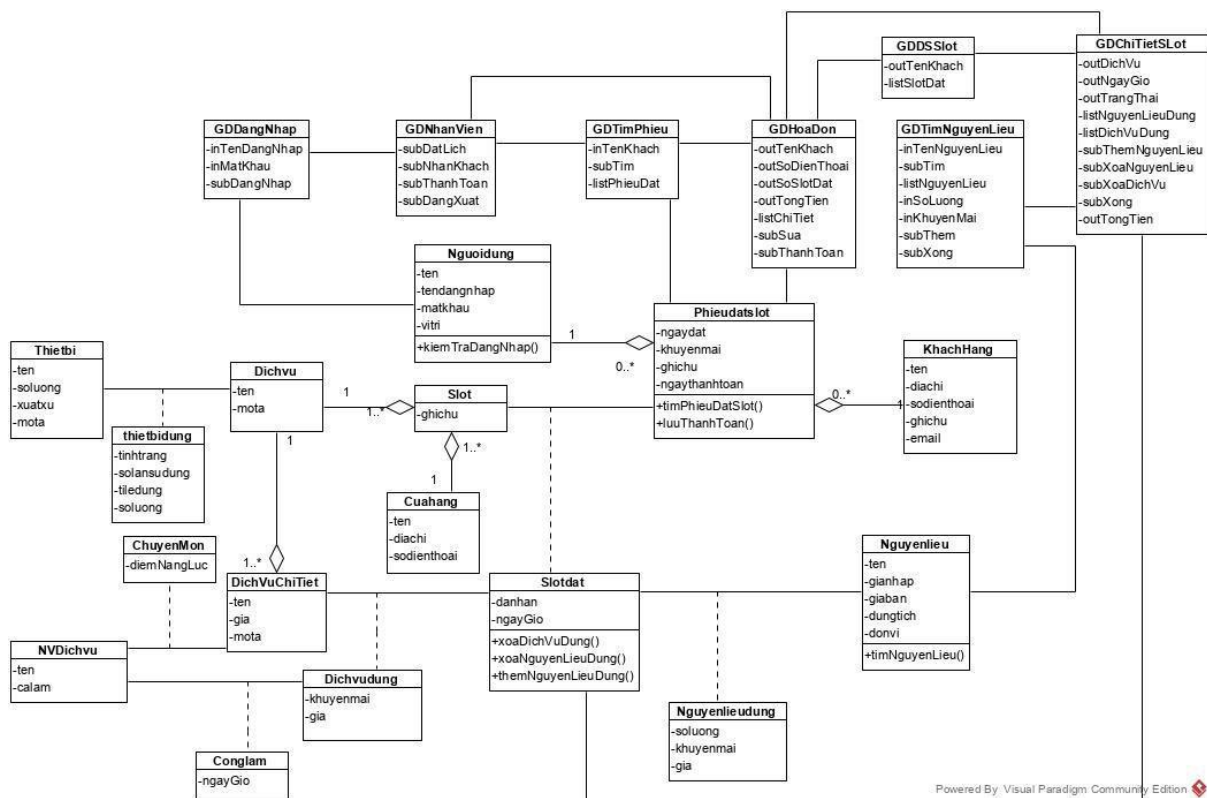 GDDSSlot
-outTenKhach
-listSlotDat
GDChiTietSLot
-outDichVu
-outNgayGio
-outTrangThai
-listNguyenLieuDung
-listDichVuDung
-subThemNguyenLieu
-subXoaNguyenLieu
-subXoaDichVu
-subXong
-outTongTien
GDDangNhap
-inTenDangNhap
-inMatKhau
-subDangNhap
GDNhanVien
-subDatLich
-subNhanKhach
-subThanhToan
-subDangXuat
GDTimPhieu
-inTenKhach
-subTim
-listPhieuDat
GDHoaDon
-outTenKhach
-outSoDienThoai
-outSoSlotDat
-outTongTien
-listChiTiet
-subSua
-subThanhToan
GDTimNguyenLieu
-inTenNguyenLieu
-subTim
-listNguyenLieu
-inSoLuong
-inKhuyenMai
-subThem
-subXong
Nguoidung
-ten
-tendangnhap
-matkhau
-vitri
+kiemTraDangNhap()
1
0..*
Phieudatslot
-ngaydat
-khuyenmai
-ghichu
-ngaythanhtoan
+timPhieuDatSlot()
+luuThanhToan()
0..*
1
KhachHang
-ten
-diachi
-sodienthoai
-ghichu
-email
Thietbi
-ten
-soluong
-xuatxu
-mota
thietbidung
-tinhtrang
-solansudung
-tiledung
-soluong
Dichvu
-ten
-mota
1
1..*
Slot
-ghichu
1..*
1
Cuahang
-ten
-diachi
-sodienthoai
1
1..*
ChuyenMon
-diemNangLuc
DichVuChiTiet
-ten
-gia
-mota
Slotdat
-danhan
-ngayGio
+xoaDichVuDung()
+xoaNguyenLieuDung()
+themNguyenLieuDung()
Nguyenlieu
-ten
-gianhap
-giaban
-dungtich
-donvi
+timNguyenLieu()
NVDichvu
-ten
-calam
Dichvudung
-khuyenmai
-gia
Nguyenlieudung
-soluong
-khuyenmai
-gia
Conglam
-ngayGio
Powered By Visual Paradigm Community Edition